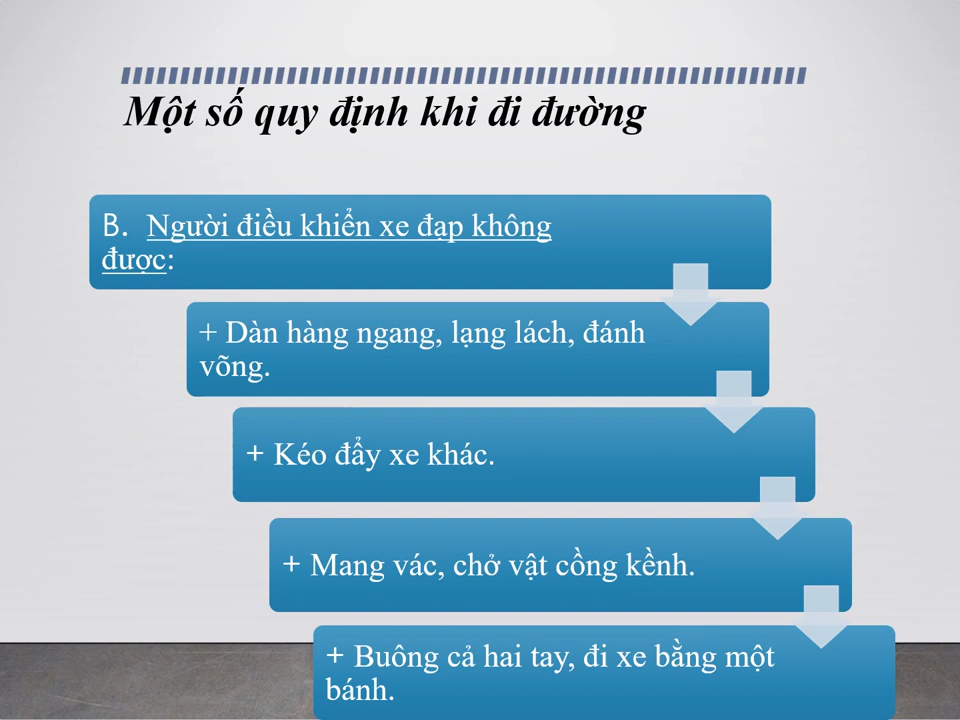 Một số quy định khi đi đường
B. Người điều khiển xe đạp không
được:
+ Dàn hàng ngang, lạng lách, đánh
võng.
+ Kéo đẩy xe khác.
+ Mang vác, chở vật cồng kềnh.
+ Buông cả hai tay, đi xe bằng một
bánh.